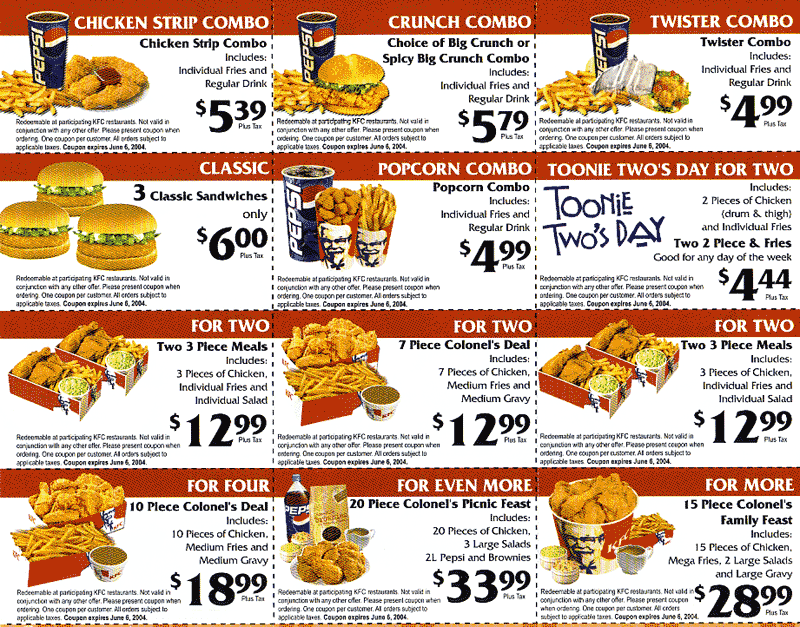 CHICKEN STRIP COMBO
PEPSI
Chicken Strip Combo
Includes:
Individual Fries and
Regular Drink
$5.39
Plus Tax
Redeemable at participating KFC restaurants. Not valid in
conjunction with any other offer. Please present coupon when
ordering. One coupon per customer. All orders subject to
applicable taxes. Coupon expires June 6, 2004.
CRUNCH COMBO
PEPSI
Choice of Big Crunch or
Spicy Big Crunch Combo
Includes:
Individual Fries and
Regular Drink
$5.79
Plus Tax
Redeemable at participating KFC restaurants. Not valid in
conjunction with any other offer. Please present coupon when
ordering. One coupon per customer. All orders subject to
applicable taxes. Coupon expires June 6, 2004.
TWISTER COMBO
PEPSI
Twister Combo
Includes:
Individual Fries and
Regular Drink
$4.99
Plus Tax
Redeemable at participating KFC restaurants. Not valid in
conjunction with any other offer. Please present coupon when
ordering. One coupon per customer. All orders subject to
applicable taxes. Coupon expires June 6, 2004.
CLASSIC
3 Classic Sandwiches
only
$6.00
Plus Tax
Redeemable at participating KFC restaurants. Not valid in
conjunction with any other offer. Please present coupon when
ordering. One coupon per customer. All orders subject to
applicable taxes. Coupon expires June 6, 2004.
POPCORN COMBO
PEPSI
Popcorn Combo
Includes:
Individual Fries and
Regular Drink
$4.99
Plus Tax
Redeemable at participating KFC restaurants. Not valid in
conjunction with any other offer. Please present coupon when
ordering. One coupon per customer. All orders subject to
applicable taxes. Coupon expires June 6, 2004.
TOONIE TWO'S DAY FOR TWO
TOONIE
TWO'S DAY
Includes:
2 Pieces of Chicken
(drum & thigh)
and Individual Fries
Two 2 Piece & Fries
Good for any day of the week
$4.44
Plus Tax
Redeemable at participating KFC restaurants. Not valid in
conjunction with any other offer. Please present coupon when
ordering. One coupon per customer. All orders subject to
applicable taxes. Coupon expires June 6, 2004.
FOR TWO
Two 3 Piece Meals
Includes:
3 Pieces of Chicken,
Individual Fries and
Individual Salad
$12.99
Plus Tax
Redeemable at participating KFC restaurants. Not valid in
conjunction with any other offer. Please present coupon when
ordering. One coupon per customer. All orders subject to
applicable taxes. Coupon expires June 6, 2004.
FOR TWO
7 Piece Colonel's Deal
Includes:
7 Pieces of Chicken,
Medium Fries and
Medium Gravy
$12.99
Plus Tax
Redeemable at participating KFC restaurants. Not valid in
conjunction with any other offer. Please present coupon when
ordering. One coupon per customer. All orders subject to
applicable taxes. Coupon expires June 6, 2004.
FOR TWO
Two 3 Piece Meals
Includes:
3 Pieces of Chicken,
Individual Fries and
Individual Salad
$12.99
Plus Tax
Redeemable at participating KFC restaurants. Not valid in
conjunction with any other offer. Please present coupon when
ordering. One coupon per customer. All orders subject to
applicable taxes. Coupon expires June 6, 2004.
FOR FOUR
10 Piece Colonel's Deal
Includes:
10 Pieces of Chicken,
Medium Fries and
Medium Gravy
$18.99
Plus Tax
Redeemable at participating KFC restaurants. Not valid in
conjunction with any other offer. Please present coupon when
ordering. One coupon per customer. All orders subject to
applicable taxes. Coupon expires June 6, 2004.
FOR EVEN MORE
PEPSI
20 Piece Colonel's Picnic Feast
Includes:
20 Pieces of Chicken,
3 Large Salads
2L Pepsi and Brownies
$33.99
Plus Tax
Redeemable at participating KFC restaurants. Not valid in
conjunction with any other offer. Please present coupon when
ordering. One coupon per customer. All orders subject to
applicable taxes. Coupon expires June 6, 2004.
FOR MORE
15 Piece Colonel's
Family Feast
Includes:
15 Pieces of Chicken,
Mega Fries, 2 Large Salads
and Large Gravy
$28.99
Plus Tax
Redeemable at participating KFC restaurants. Not valid in
conjunction with any other offer. Please present coupon
when ordering. One coupon per customer. All orders
subject to applicable taxes. Coupon expires June 6, 2004.